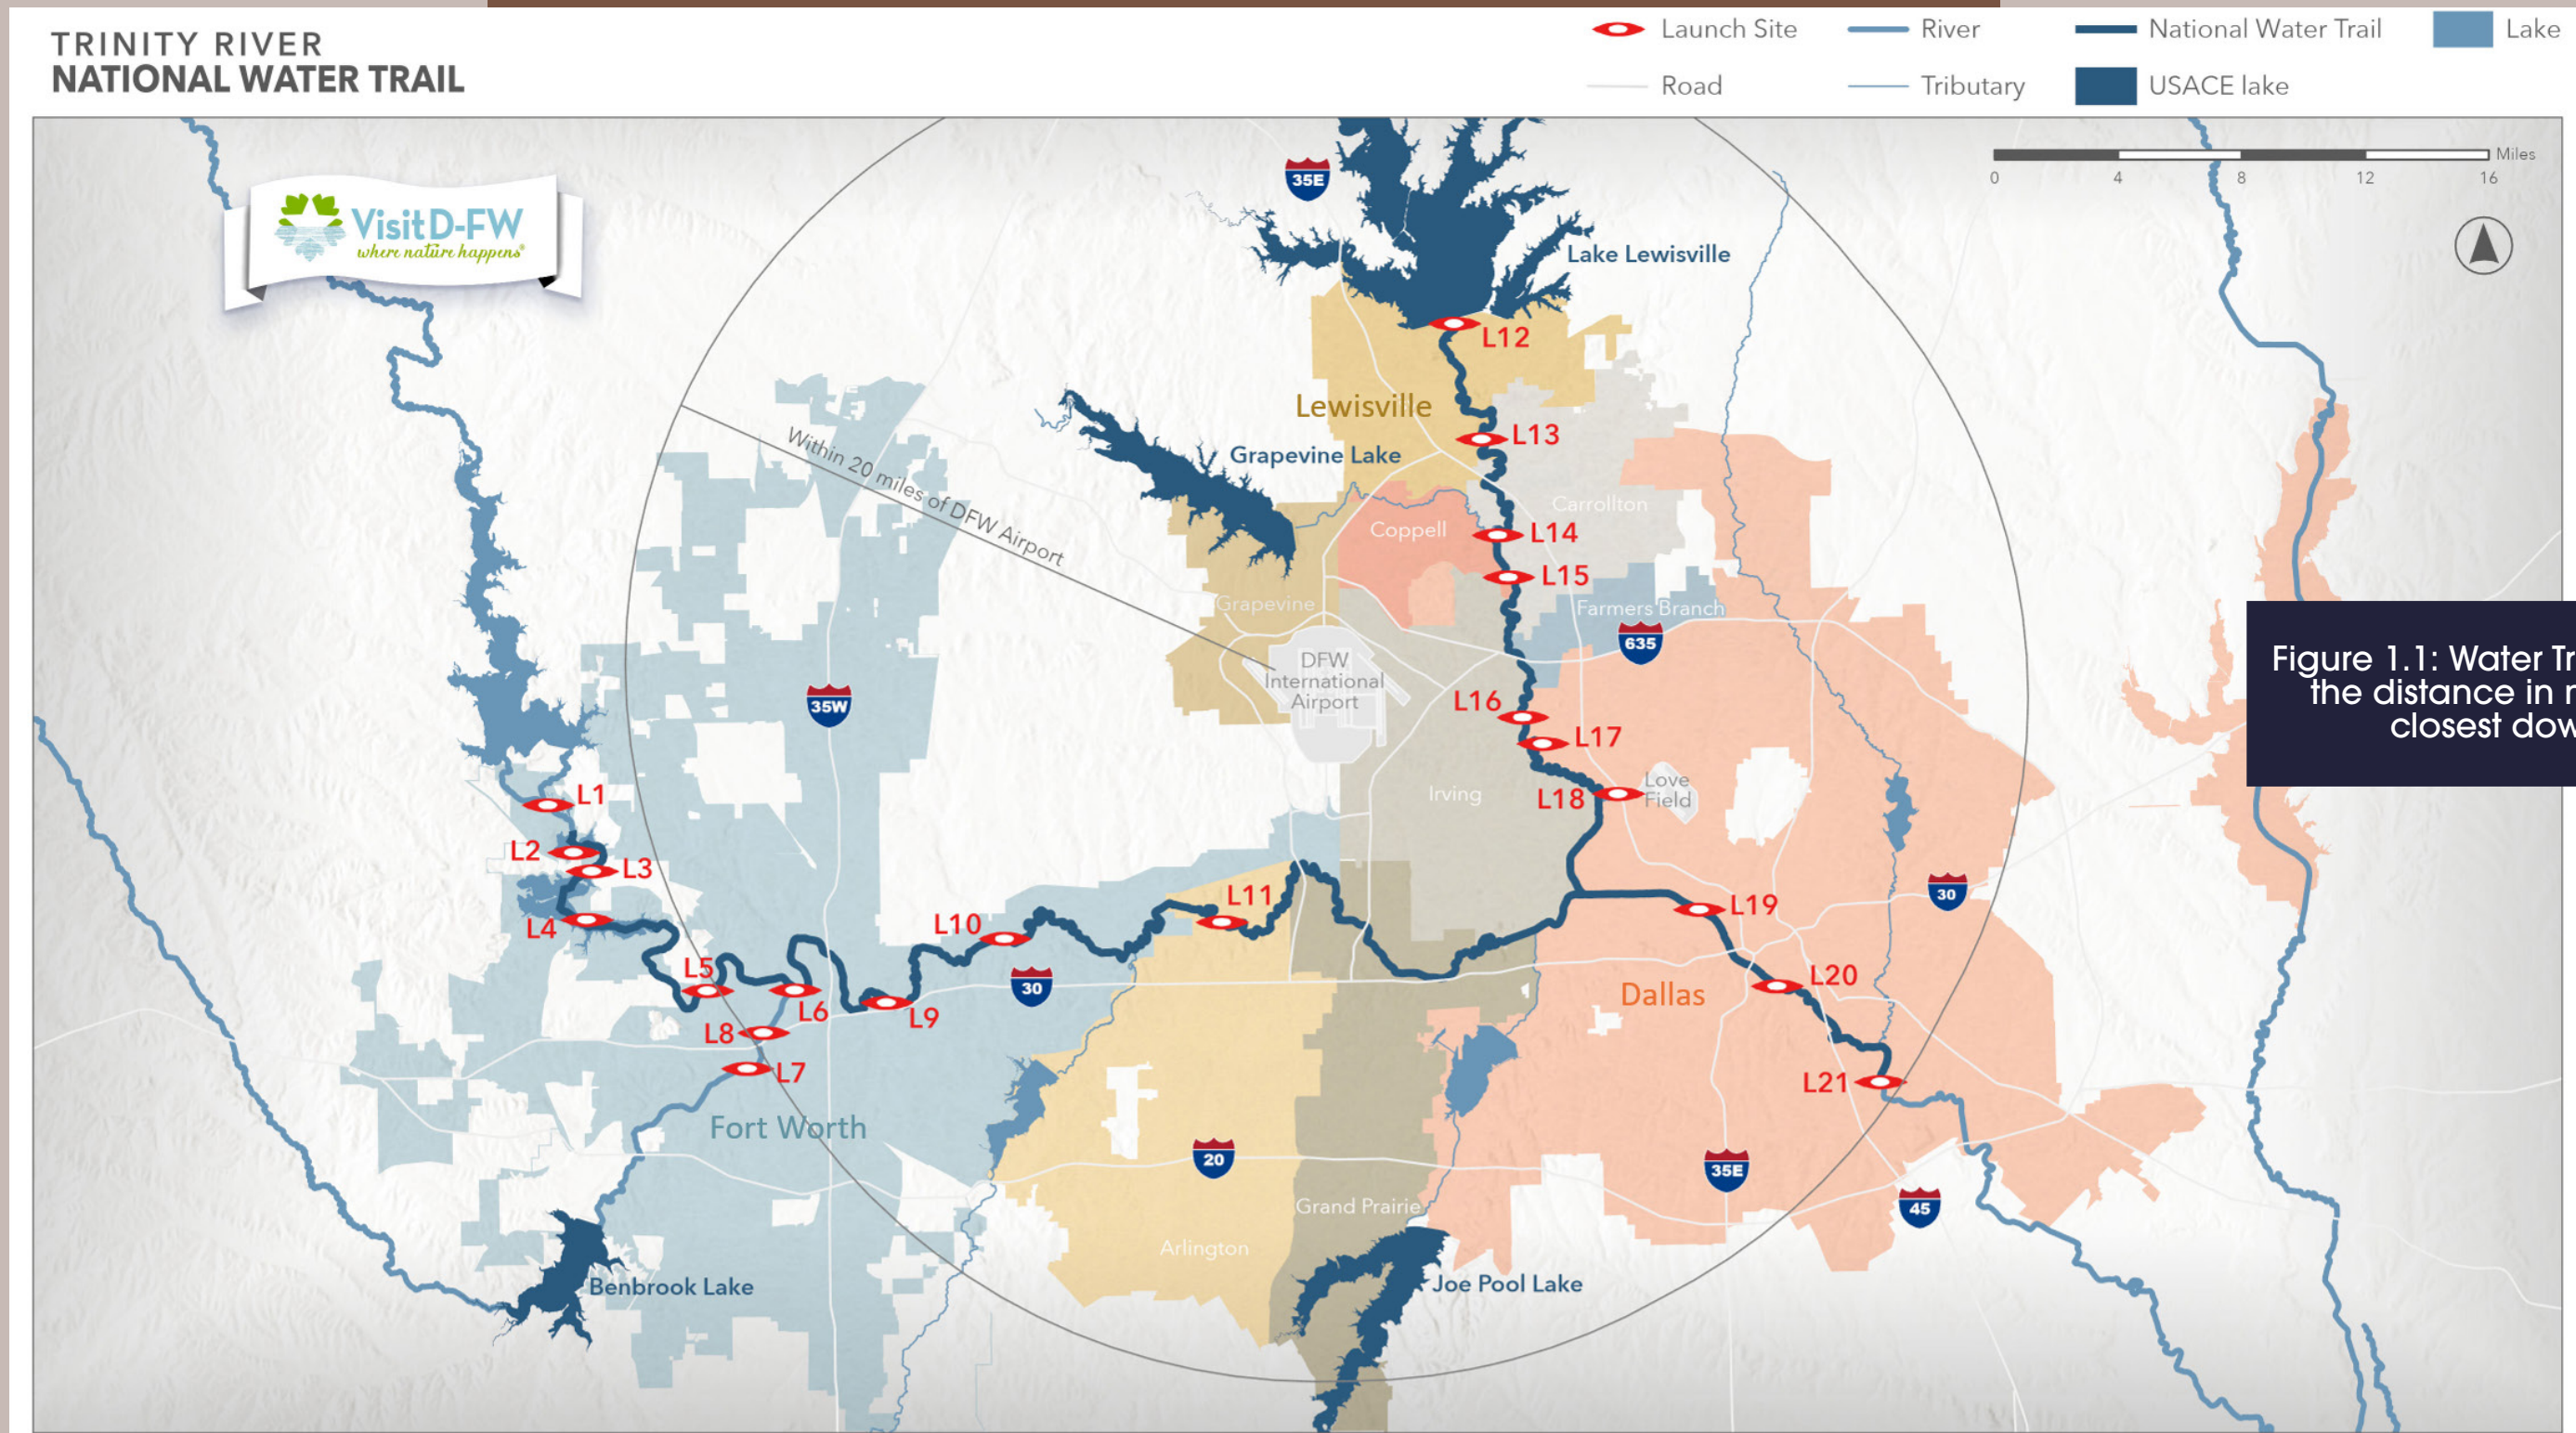 TRINITY RIVER
NATIONAL WATER TRAIL
Launch Site
River
National Water Trail
Lake
Road
Tributary
USACE lake
Miles
0 4 8 12 16
VisitD-FW
where nature happens®
35E
Lake Lewisville
L12
Lewisville
L13
Grapevine Lake
Within 20 miles of DFW Airport
Carrollton
Coppell
L14
L15
Grapevine
Farmers Branch
635
DFW
International
Airport
35W
L16
L17
Love
Field
L18
Irving
L1
L2
L3
L4
L11
L10
L19
30
L5
L6
30
L9
L20
Dallas
L8
L7
L21
Fort Worth
20
35E
45
Grand Prairie
Arlington
Benbrook Lake
Joe Pool Lake
Figure 1.1: Water Tr
the distance in
closest dow